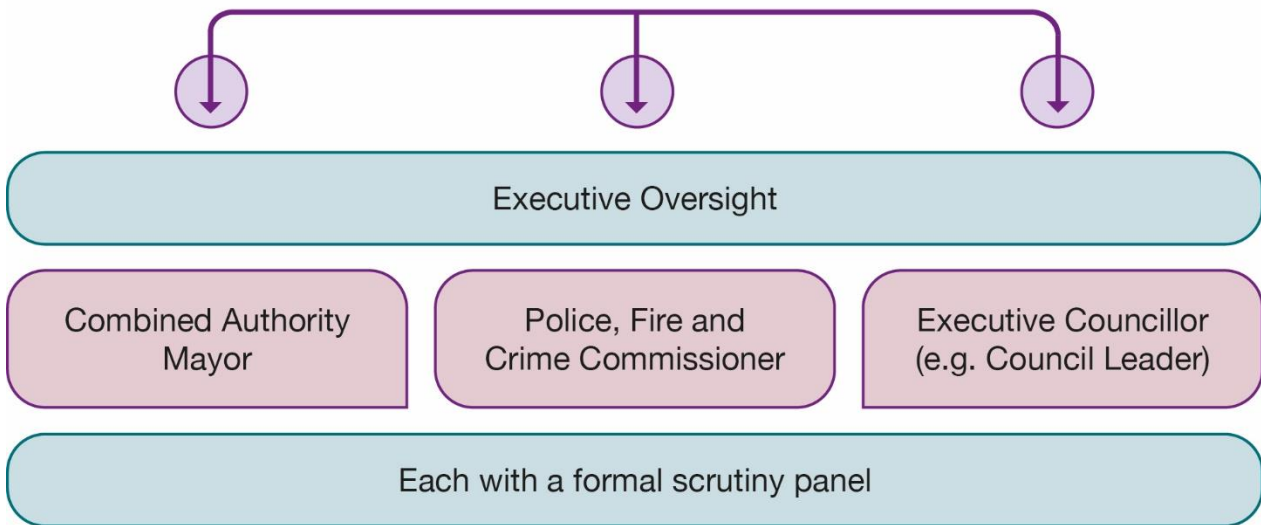 Executive Oversight
Combined Authority
Mayor
Police, Fire and
Crime Commissioner
Executive Councillor
(e.g. Council Leader)
Each with a formal scrutiny panel